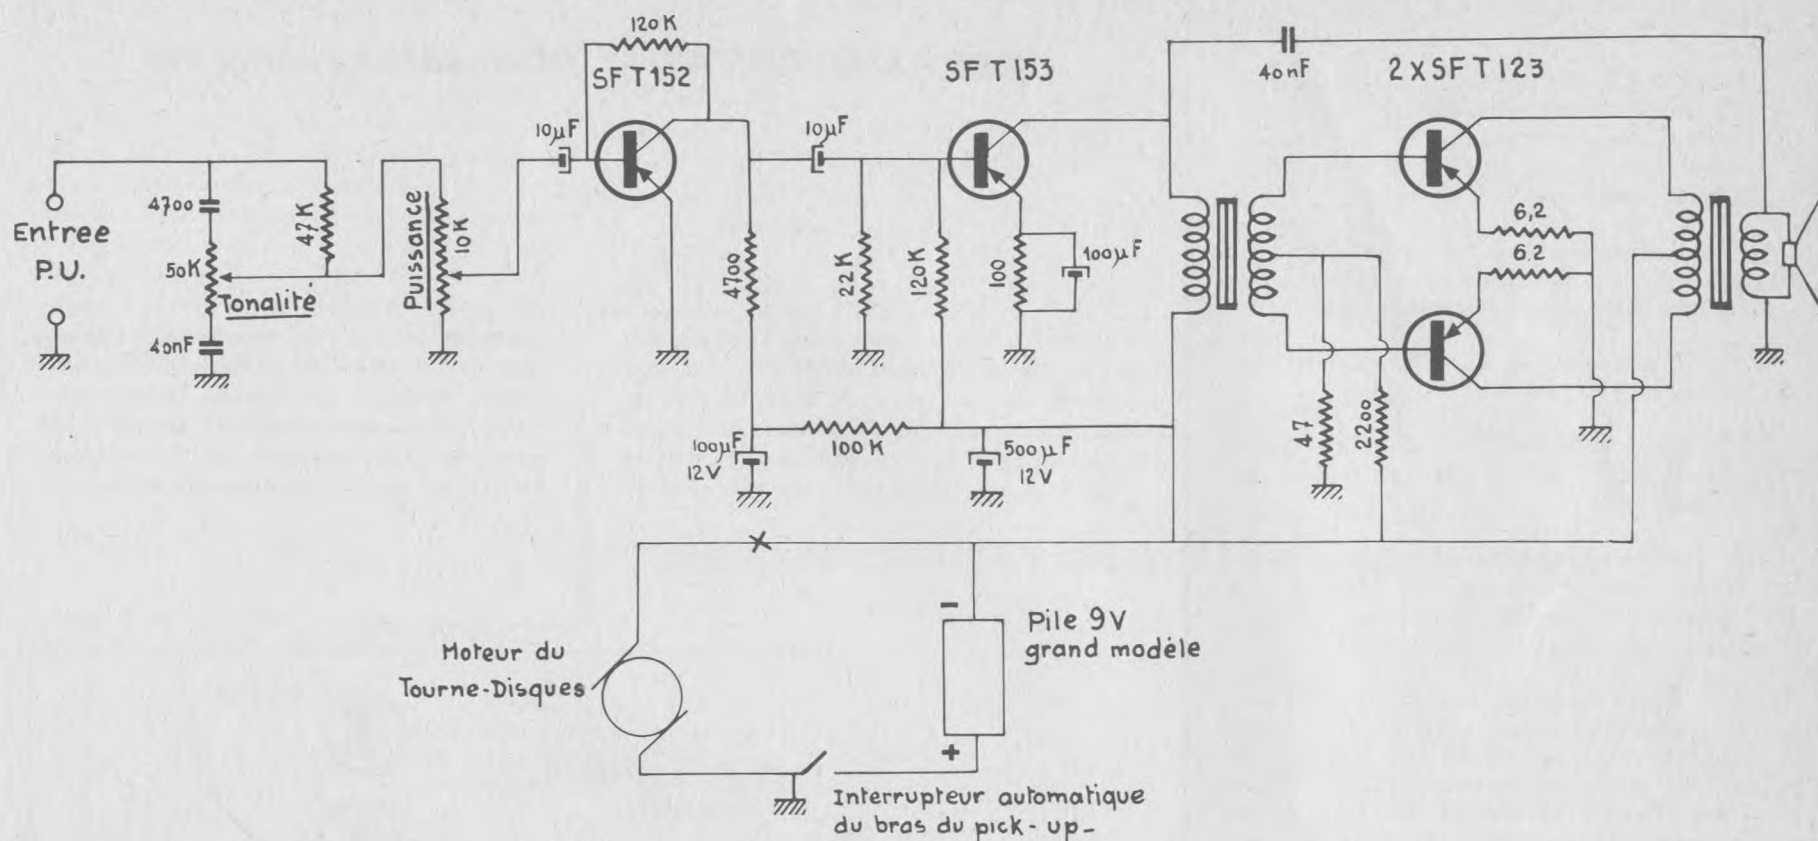 120K
SFT152
SFT153
40nF
2XSFT123
10µF
10µF
Entree
P.U.
4700
50K
Tonalité
40nF
47K
Puissance
10K
4700
22K
120K
100
100µF
6,2
6.2
100µF
12V
100K
500µF
12V
47
2200
Moteur du
Tourne-Disques
-
+
Pile 9V
grand modèle
Interrupteur automatique
du bras du pick-up-